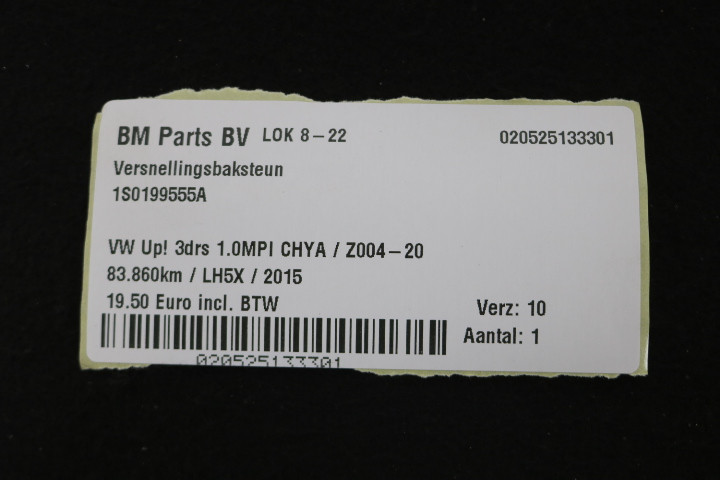 BM Parts BV LOK 8-22 020525133301
Versnellingsbaksteun
1S0199555A
VW Up! 3drs 1.0MPI CHYA / Z004-20
83.860km / LH5X / 2015
19.50 Euro incl. BTW
Verz: 10
Aantal: 1
020525133301